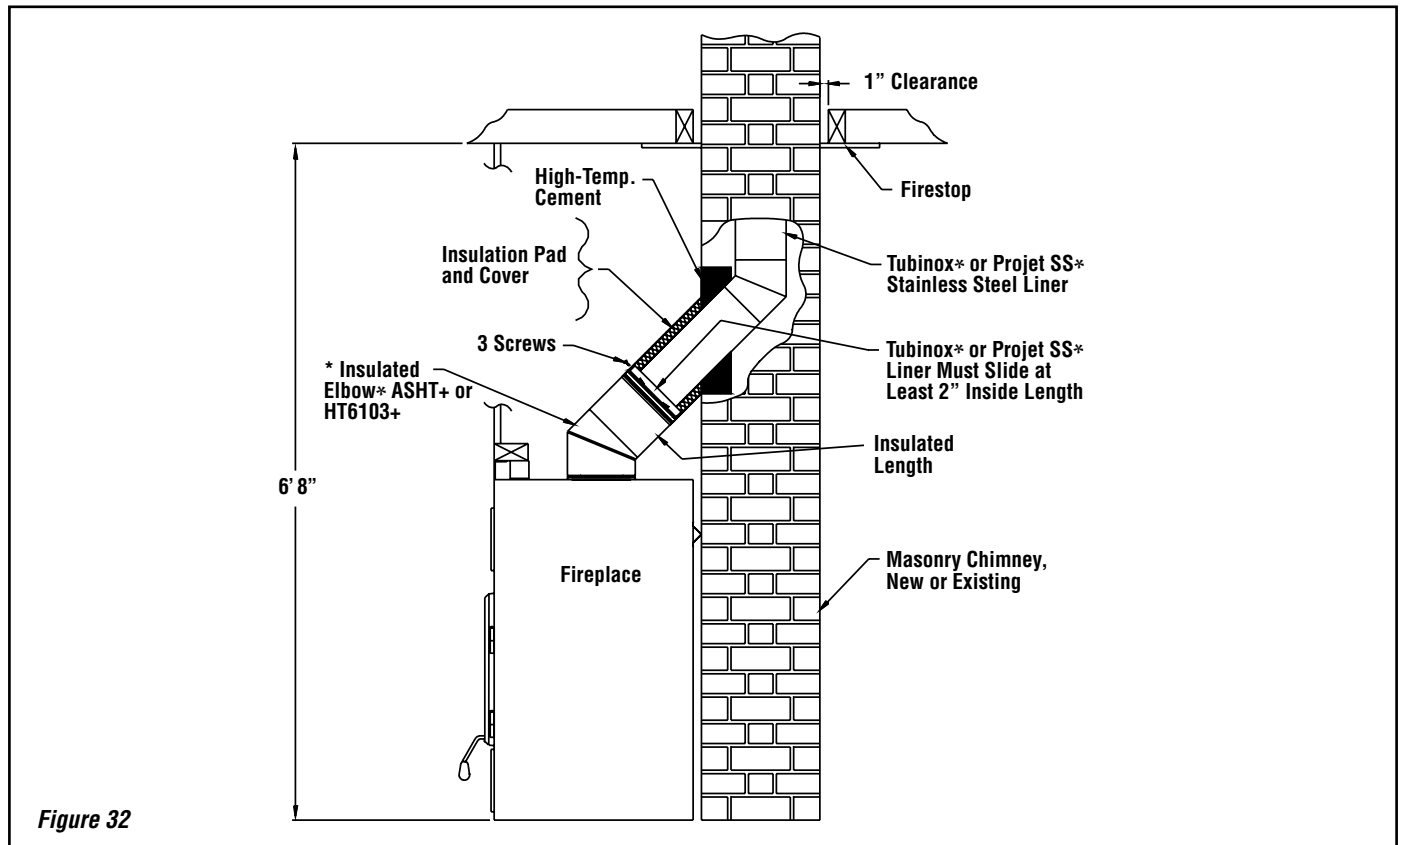 1” Clearance
Firestop
High-Temp.
Cement
Insulation Pad
and Cover
Tubinox* or Projet SS*
Stainless Steel Liner
3 Screws
Tubinox* or Projet SS*
Liner Must Slide at
Least 2” Inside Length
* Insulated
Elbow* ASHT+ or
HT6103+
Insulated
Length
6’ 8”
Fireplace
Masonry Chimney,
New or Existing
Figure 32